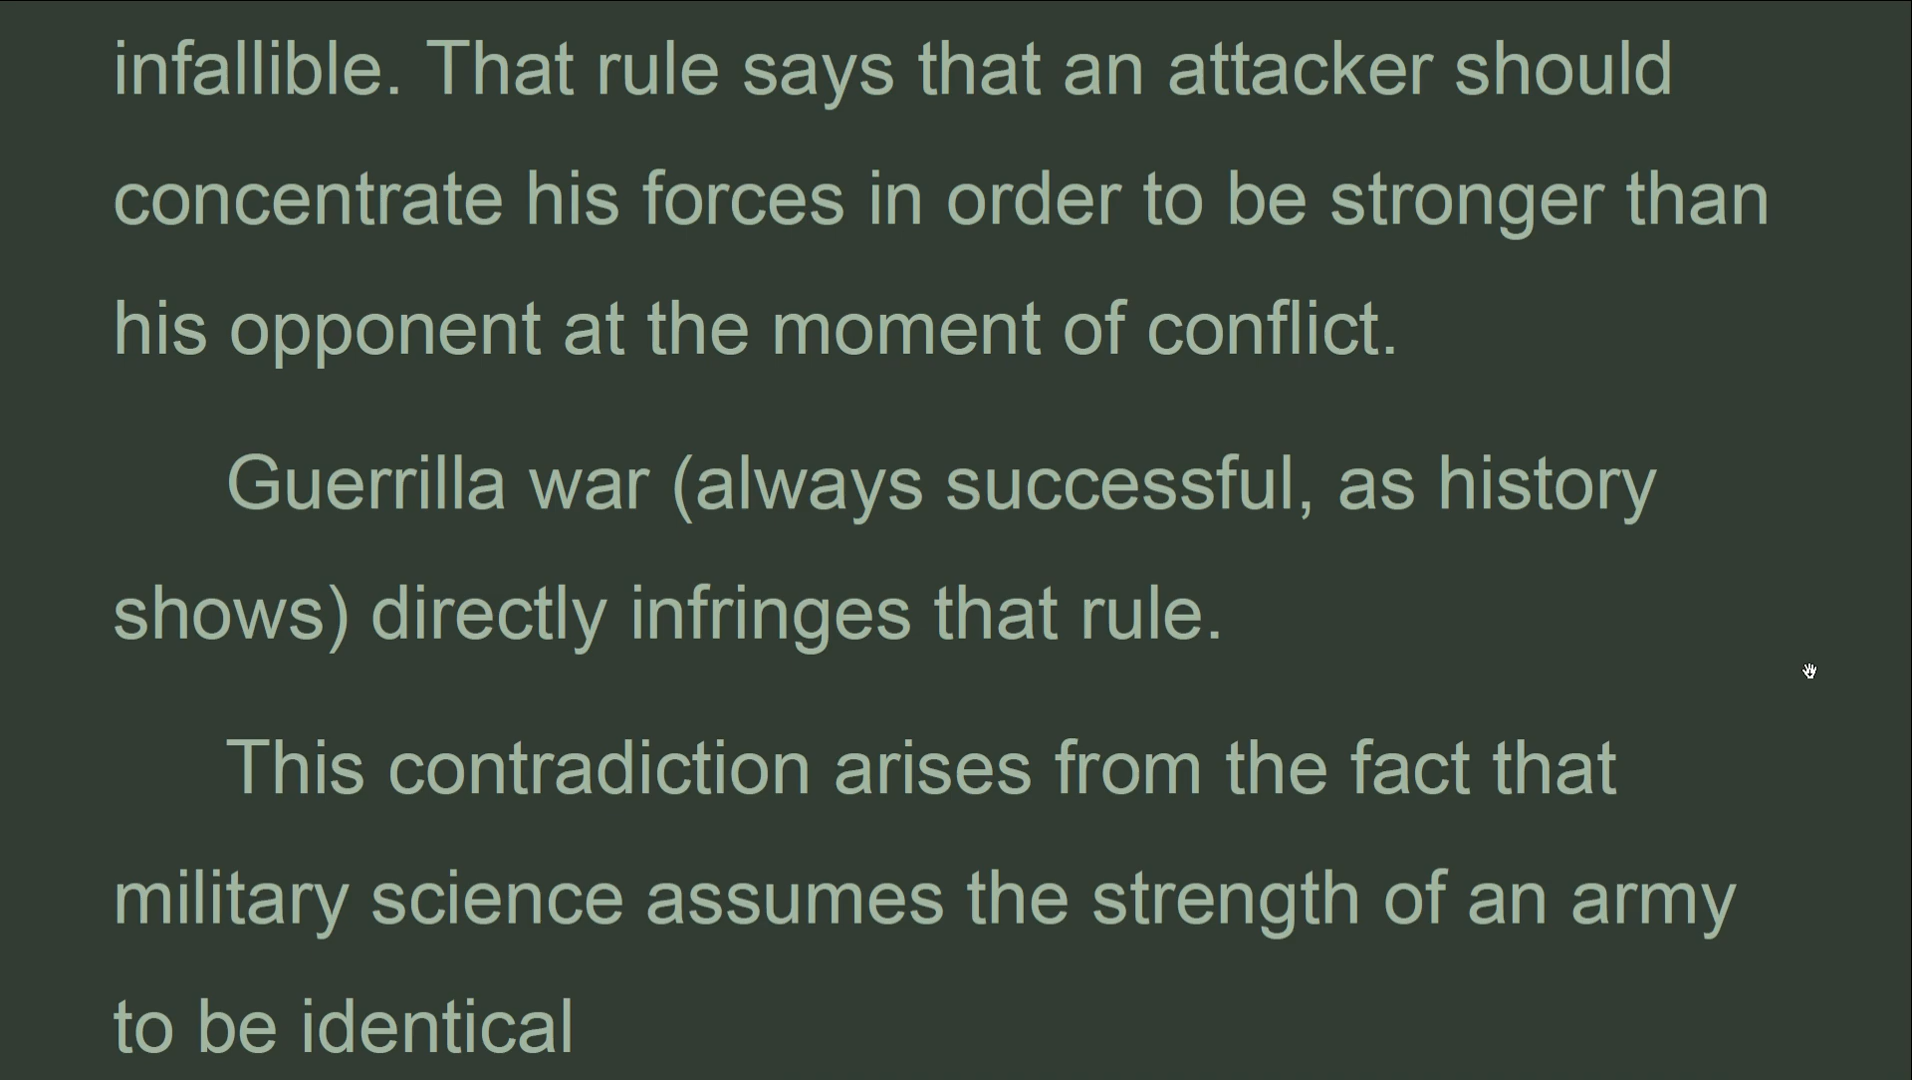 infallible. That rule says that an attacker should
concentrate his forces in order to be stronger than
his opponent at the moment of conflict.
Guerrilla war (always successful, as history
shows) directly infringes that rule.
This contradiction arises from the fact that
military science assumes the strength of an army
to be identical